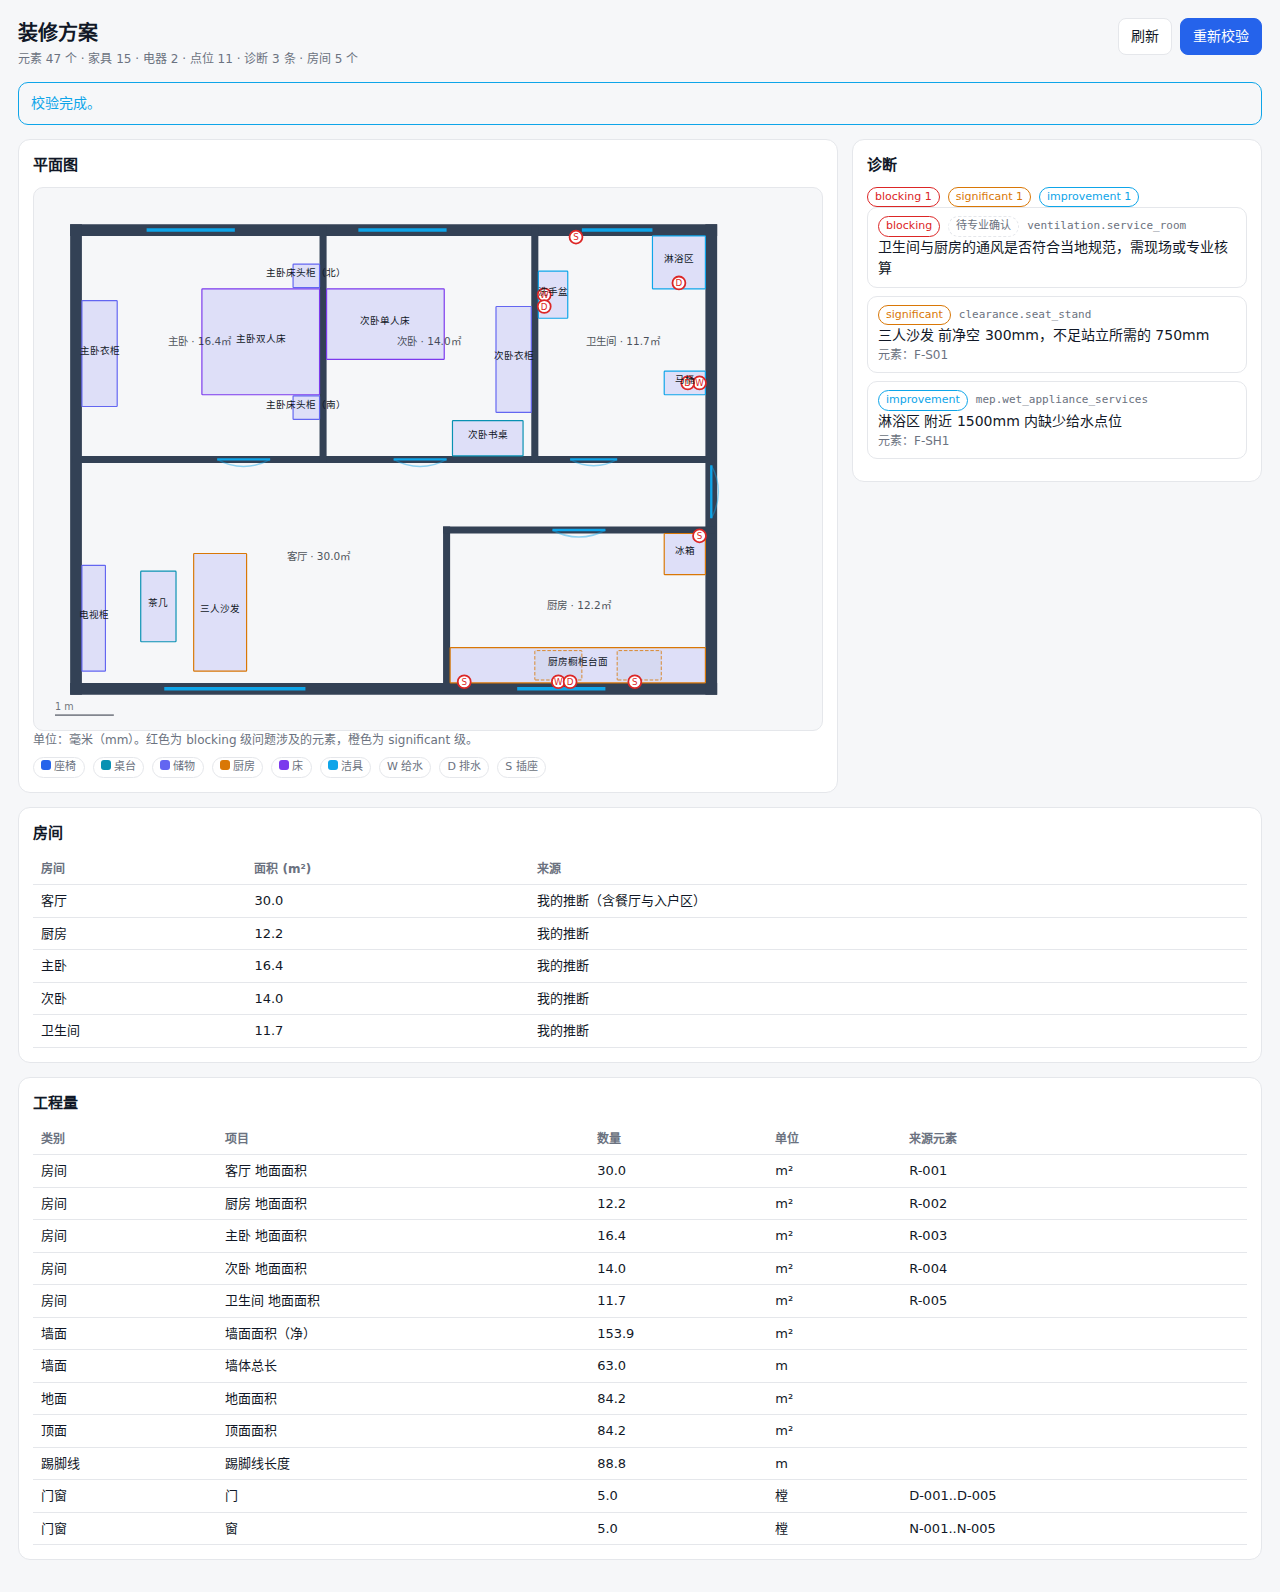 装修方案
元素 47 个 · 家具 15 · 电器 2 · 点位 11 · 诊断 3 条 · 房间 5 个
刷新
重新校验
校验完成。
平面图
S
淋浴区
D
主卧床头柜（北）
洗手盆
W
D
主卧衣柜
主卧 · 16.4㎡
主卧双人床
次卧单人床
次卧 · 14.0㎡
次卧衣柜
卫生间 · 11.7㎡
马桶
W
主卧床头柜（南）
次卧书桌
S
冰箱
客厅 · 30.0㎡
电视柜
茶几
三人沙发
厨房 · 12.2㎡
厨房橱柜台面
S
W
D
S
1 m
单位：毫米（mm）。红色为 blocking 级问题涉及的元素，橙色为 significant 级。
座椅
桌台
储物
厨房
床
洁具
W 给水
D 排水
S 插座
诊断
blocking 1
significant 1
improvement 1
blocking 待专业确认 ventilation.service_room
卫生间与厨房的通风是否符合当地规范，需现场或专业核
算
significant clearance.seat_stand
三人沙发 前净空 300mm，不足站立所需的 750mm
元素：F-S01
improvement mep.wet_appliance_services
淋浴区 附近 1500mm 内缺少给水点位
元素：F-SH1
房间
房间 面积 (m²) 来源
客厅 30.0 我的推断（含餐厅与入户区）
厨房 12.2 我的推断
主卧 16.4 我的推断
次卧 14.0 我的推断
卫生间 11.7 我的推断
工程量
类别 项目 数量 单位 来源元素
房间 客厅 地面面积 30.0 m² R-001
房间 厨房 地面面积 12.2 m² R-002
房间 主卧 地面面积 16.4 m² R-003
房间 次卧 地面面积 14.0 m² R-004
房间 卫生间 地面面积 11.7 m² R-005
墙面 墙面面积（净） 153.9 m²
墙面 墙体总长 63.0 m
地面 地面面积 84.2 m²
顶面 顶面面积 84.2 m²
踢脚线 踢脚线长度 88.8 m
门窗 门 5.0 樘 D-001..D-005
门窗 窗 5.0 樘 N-001..N-005